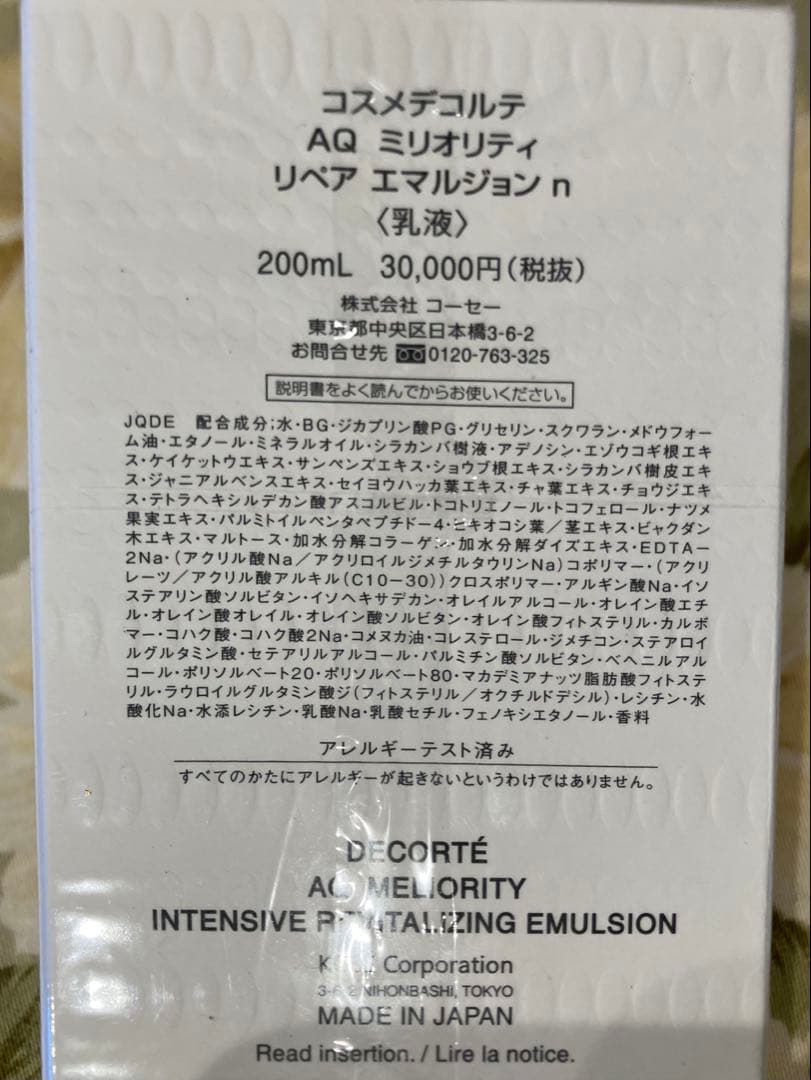 コスメデコルテ
AQ ミリオリティ
リペア エマルジョン n
〈乳液〉
200mL 30,000円(税抜)
株式会社 コーセー
東京都中央区日本橋3-6-2
お問合せ先 0120-763-325
説明書をよく読んでからお使いください。
JQDE 配合成分;水・BG・ジカプリン酸PG・グリセリン・スクワラン・メドウフォー
ム油・エタノール・ミネラルオイル・シラカンバ樹液・アデノシン・エゾウコギ根エキ
ス・ケイケットウエキス・サンペンズエキス・ショウブ根エキス・シラカンバ樹皮エキ
ス・ジャニアルベンスエキス・セイヨウハッカ葉エキス・チャ葉エキス・チョウジエキ
ス・テトラヘキシルデカン酸アスコルビル・トコトリエノール・トコフェロール・ナツメ
果実エキス・パルミトイルペンタペプチド-4・ヒキオコシ葉/茎エキス・ビャクダン
木エキス・マルトース・加水分解コラーゲン・加水分解ダイズエキス・EDTA-
2Na・(アクリル酸Na/アクリロイルジメチルタウリンNa)コポリマー・(アクリ
レーツ/アクリル酸アルキル(C10-30))クロスポリマー・アルギン酸Na・イソ
ステアリン酸ソルビタン・イソヘキサデカン・オレイルアルコール・オレイン酸エチ
ル・オレイン酸オレイル・オレイン酸ソルビタン・オレイン酸フィトステリル・カルボ
マー・コハク酸・コハク酸2Na・コメヌカ油・コレステロール・ジメチコン・ステアロイ
ルグルタミン酸・セテアリルアルコール・パルミチン酸ソルビタン・ベヘニルアル
コール・ポリソルベート20・ポリソルベート80・マカデミアナッツ脂肪酸フィトステ
リル・ラウロイルグルタミン酸ジ(フィトステリル/オクチルドデシル)・レシチン・水
酸化Na・水添レシチン・乳酸Na・乳酸セチル・フェノキシエタノール・香料
アレルギーテスト済み
すべてのかたにアレルギーが起きないというわけではありません。
DECORTÉ
AQ MELIORITY
INTENSIVE REVITALIZING EMULSION
Corporation
3-6-2 NIHONBASHI, TOKYO
MADE IN JAPAN
Read insertion. / Lire la notice.